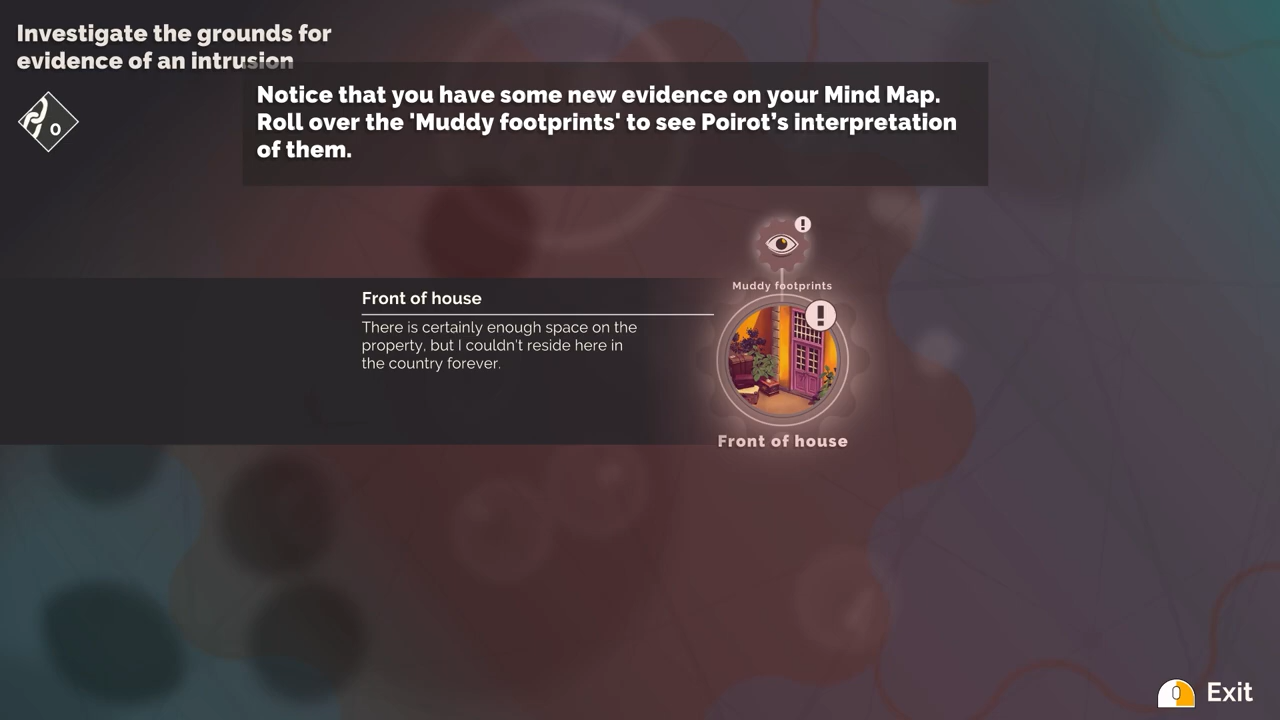 Investigate the grounds for
evidence of an intrusion
0
Notice that you have some new evidence on your Mind Map.
Roll over the 'Muddy footprints' to see Poirot’s interpretation
of them.
!
Muddy footprints
!
Front of house
There is certainly enough space on the
property, but I couldn't reside here in
the country forever.
Front of house
Exit